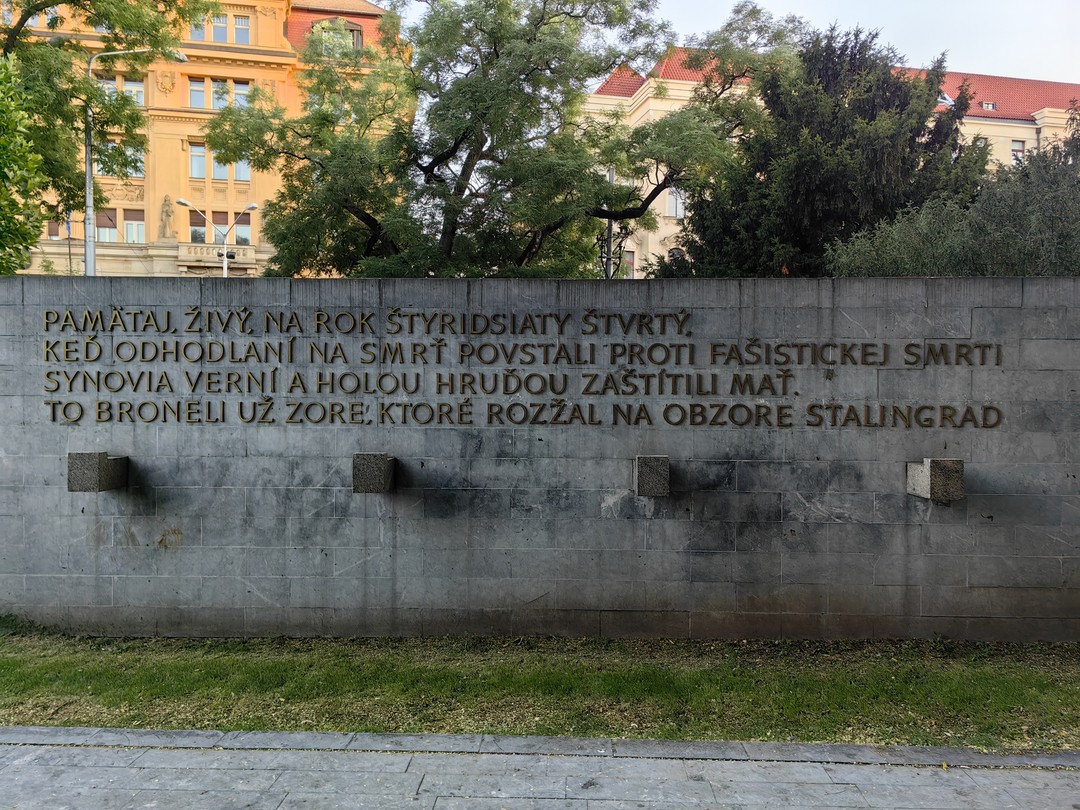 PAMÄTAJ, ŽIVÝ, NA ROK ŠTYRIDSIATY ŠTVRTÝ,
KEĎ ODHODLANÍ NA SMRŤ POVSTALI PROTI FAŠISTICKEJ SMRTI
SYNOVIA VERNÍ A HOLOU HRUĎOU ZAŠTÍTILI MAŤ.
TO BRONELI UŽ ZORE, KTORÉ ROZŽAL NA OBZORE STALINGRAD